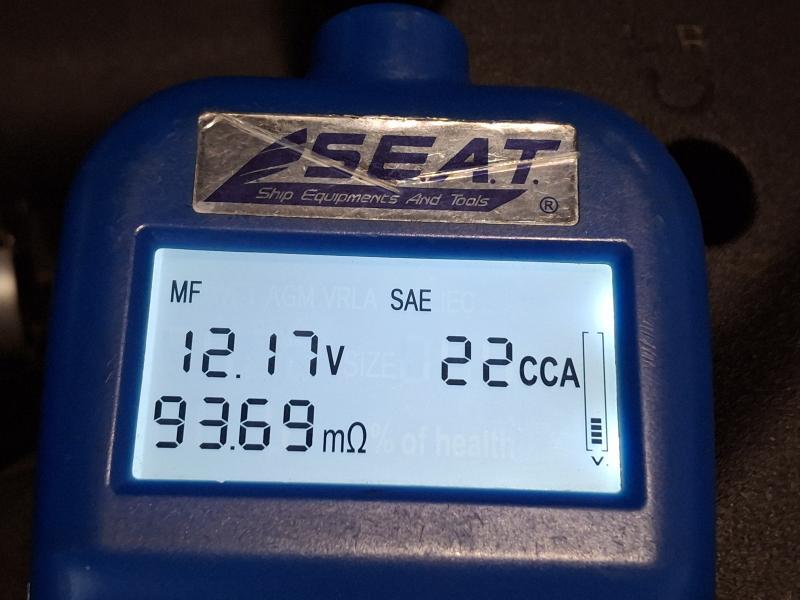 S.E.A.T.
Ship Equipments And Tools ®
MF SAE
12.17V 22CCA
93.69mΩ